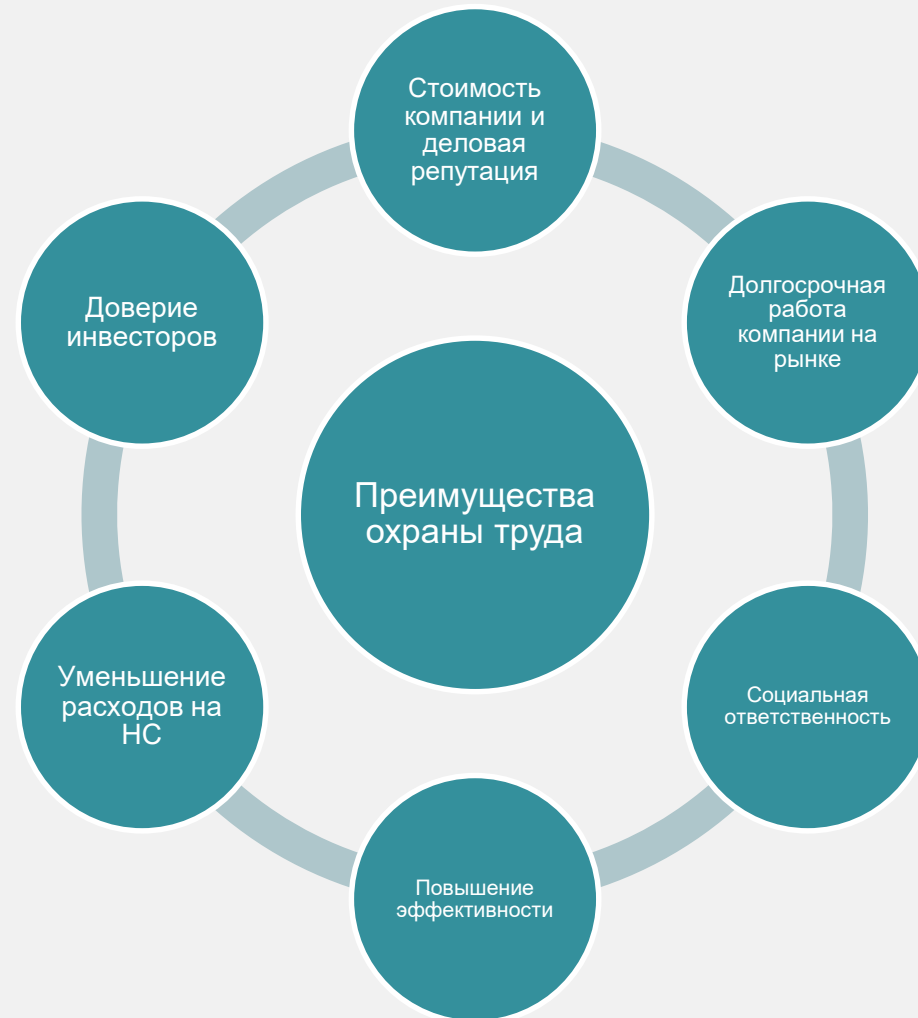 Стоимость
компании и
деловая
репутация
Долгосрочная
работа
компании на
рынке
Социальная
ответственность
Повышение
эффективности
Уменьшение
расходов на
НС
Доверие
инвесторов
Преимущества
охраны труда